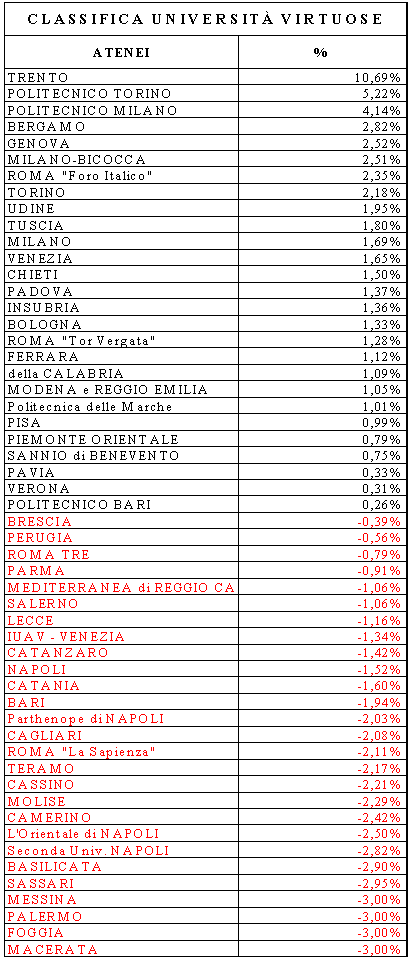 CLASSIFICA UNIVERSITÀ VIRTUOSE
ATENEI %
TRENTO 10,69%
POLITECNICO TORINO 5,22%
POLITECNICO MILANO 4,14%
BERGAMO 2,82%
GENOVA 2,52%
MILANO-BICOCCA 2,51%
ROMA "Foro Italico" 2,35%
TORINO 2,18%
UDINE 1,95%
TUSCIA 1,80%
MILANO 1,69%
VENEZIA 1,65%
CHIETI 1,50%
PADOVA 1,37%
INSUBRIA 1,36%
BOLOGNA 1,33%
ROMA "Tor Vergata" 1,28%
FERRARA 1,12%
della CALABRIA 1,09%
MODENA e REGGIO EMILIA 1,05%
Politecnica delle Marche 1,01%
PISA 0,99%
PIEMONTE ORIENTALE 0,79%
SANNIO di BENEVENTO 0,75%
PAVIA 0,33%
VERONA 0,31%
POLITECNICO BARI 0,26%
BRESCIA -0,39%
PERUGIA -0,56%
ROMA TRE -0,79%
PARMA -0,91%
MEDITERRANEA di REGGIO CA -1,06%
SALERNO -1,06%
LECCE -1,16%
IUAV - VENEZIA -1,34%
CATANZARO -1,42%
NAPOLI -1,52%
CATANIA -1,60%
BARI -1,94%
Parthenope di NAPOLI -2,03%
CAGLIARI -2,08%
ROMA "La Sapienza" -2,11%
TERAMO -2,17%
CASSINO -2,21%
MOLISE -2,29%
CAMERINO -2,42%
L'Orientale di NAPOLI -2,50%
Seconda Univ. NAPOLI -2,82%
BASILICATA -2,90%
SASSARI -2,95%
MESSINA -3,00%
PALERMO -3,00%
FOGGIA -3,00%
MACERATA -3,00%